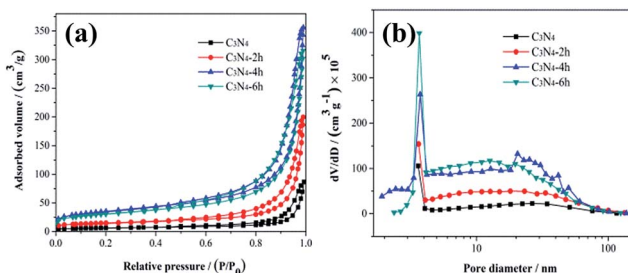 (a)
C₃N₄
C₃N₄-2h
C₃N₄-4h
C₃N₄-6h
Adsorbed volume / (cm³/g)
350
300
250
200
150
100
50
0
0.0 0.2 0.4 0.6 0.8 1.0
Relative pressure / (P/P₀)
(b)
C₃N₄
C₃N₄-2h
C₃N₄-4h
C₃N₄-6h
dV/dD / (cm³g⁻¹) × 10⁵
400
300
200
100
0
10 100
Pore diameter / nm